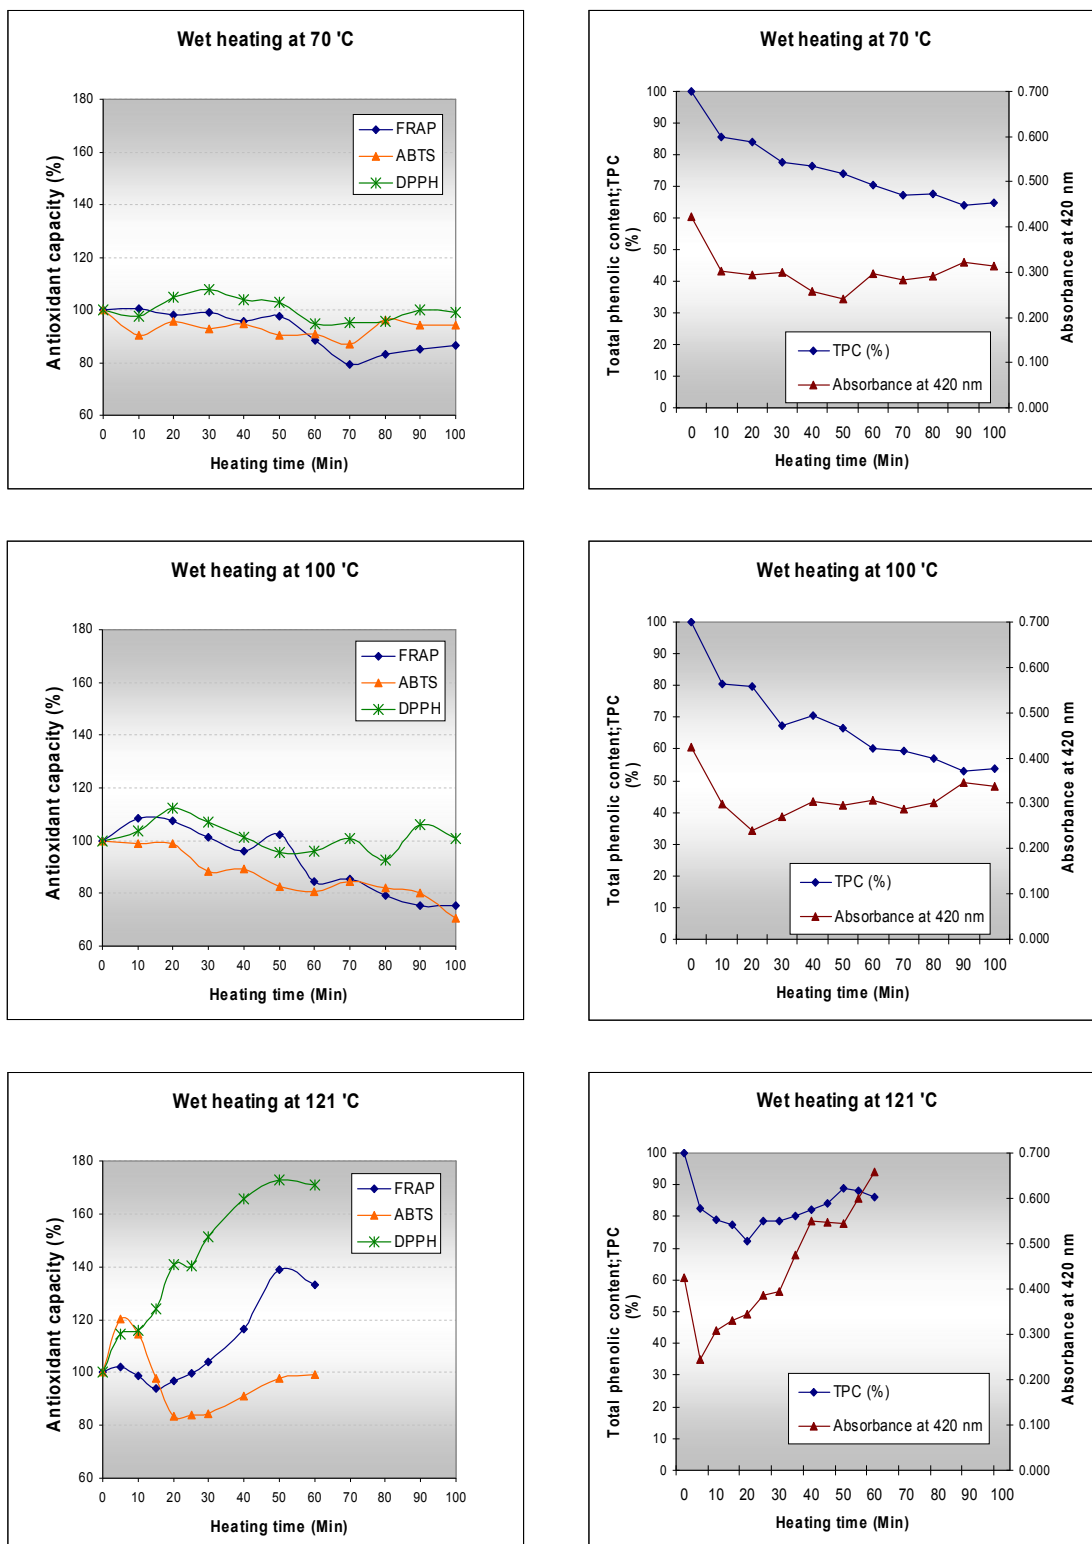 Wet heating at 70 'C
Antioxidant capacity (%)
180
160
140
120
100
80
60
FRAP
ABTS
DPPH
0 10 20 30 40 50 60 70 80 90 100
Heating time (Min)
Wet heating at 70 'C
Toatal phenolic content;TPC
(%)
100
90
80
70
60
50
40
30
20
10
0
0.700
0.600
0.500
0.400
0.300
0.200
0.100
0.000
Absorbance at 420 nm
TPC (%)
Absorbance at 420 nm
0 10 20 30 40 50 60 70 80 90 100
Heating time (Min)
Wet heating at 100 'C
Antioxidant capacity (%)
180
160
140
120
100
80
60
FRAP
ABTS
DPPH
0 10 20 30 40 50 60 70 80 90 100
Heating time (Min)
Wet heating at 100 'C
Total phenolic content;TPC
(%)
100
90
80
70
60
50
40
30
20
10
0
0.700
0.600
0.500
0.400
0.300
0.200
0.100
0.000
Absorbance at 420 nm
TPC (%)
Absorbance at 420 nm
0 10 20 30 40 50 60 70 80 90 100
Heating time (Min)
Wet heating at 121 'C
Antioxidant capacity (%)
180
160
140
120
100
80
60
FRAP
ABTS
DPPH
0 10 20 30 40 50 60 70 80 90 100
Heating time (Min)
Wet heating at 121 'C
Total phenolic content;TPC
(%)
100
90
80
70
60
50
40
30
20
10
0
0.700
0.600
0.500
0.400
0.300
0.200
0.100
0.000
Absorbance at 420 nm
TPC (%)
Absorbance at 420 nm
0 10 20 30 40 50 60 70 80 90 100
Heating time (Min)